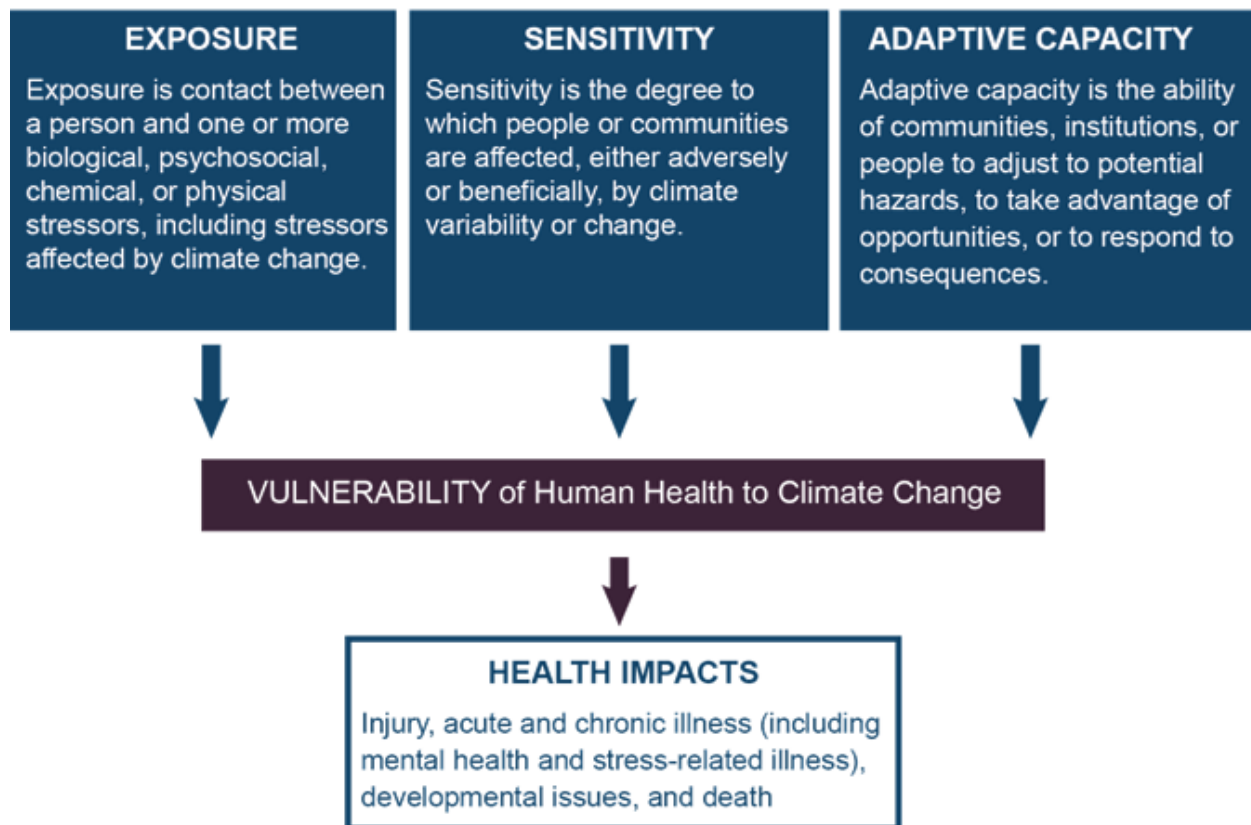 EXPOSURE
Exposure is contact between
a person and one or more
biological, psychosocial,
chemical, or physical
stressors, including stressors
affected by climate change.
SENSITIVITY
Sensitivity is the degree to
which people or communities
are affected, either adversely
or beneficially, by climate
variability or change.
ADAPTIVE CAPACITY
Adaptive capacity is the ability
of communities, institutions, or
people to adjust to potential
hazards, to take advantage of
opportunities, or to respond to
consequences.
VULNERABILITY of Human Health to Climate Change
HEALTH IMPACTS
Injury, acute and chronic illness (including
mental health and stress-related illness),
developmental issues, and death